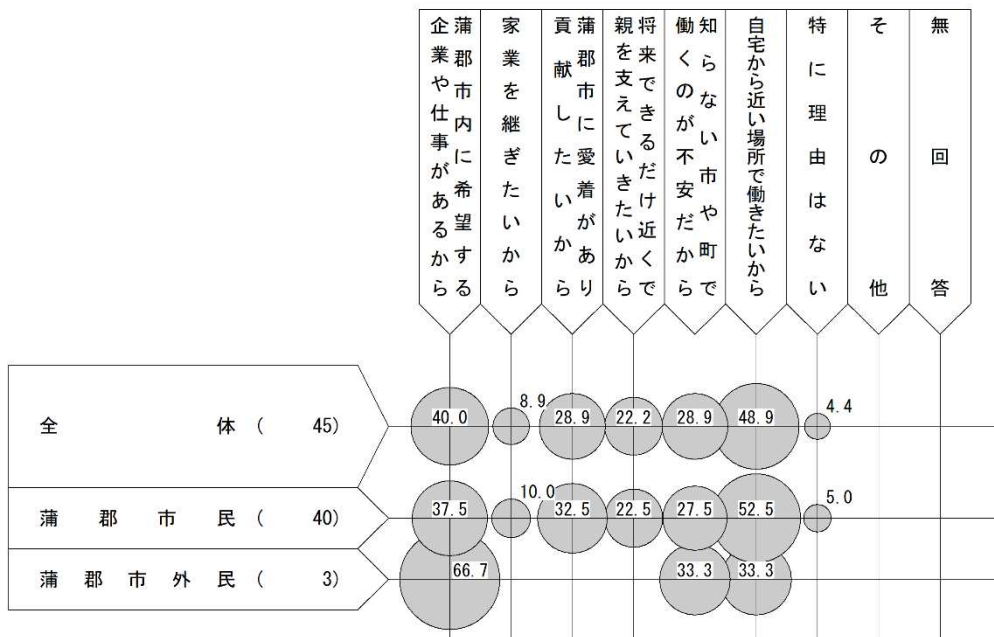 蒲郡市内に希望する
企業や仕事があるから
家業を継ぎたいから
蒲郡市に愛着があり
貢献したいから
将来できるだけ近くで
親を支えていきたいから
知らない市や町で
働くのが不安だから
自宅から近い場所で働きたいから
特に理由はない
その他
無回答
全体(45)
40.0 8.9 28.9 22.2 28.9 48.9 4.4
蒲郡市民(40)
37.5 10.0 32.5 22.5 27.5 52.5 5.0
蒲郡市外民(3)
66.7 33.3 33.3